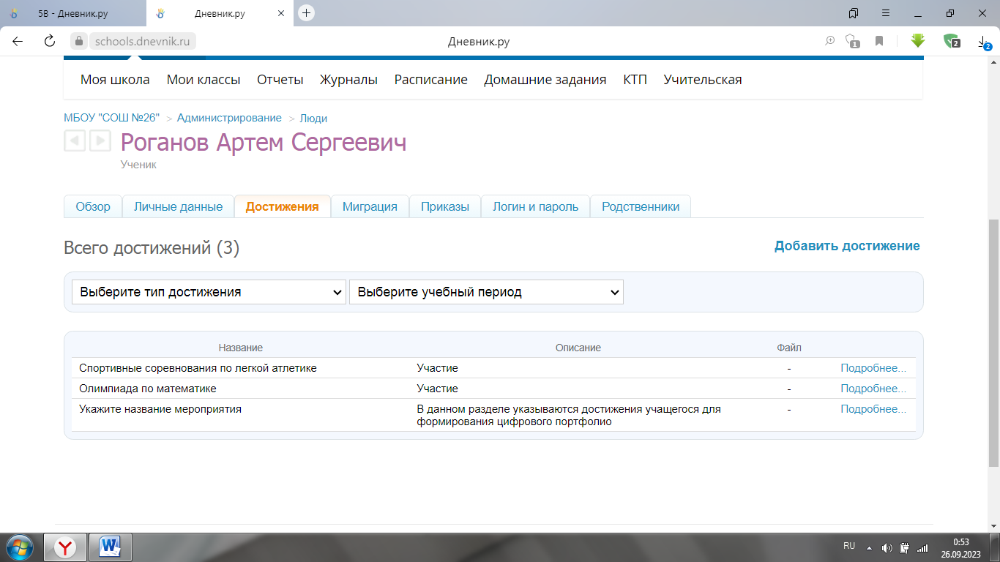 5В - Дневник.ру
Дневник.ру
schools.dnevnik.ru
Дневник.ру
1
2
2
Моя школа Мои классы Отчеты Журналы Расписание Домашние задания КТП Учительская
МБОУ "СОШ №26" > Администрирование > Люди
Роганов Артем Сергеевич
Ученик
Обзор Личные данные Достижения Миграция Приказы Логин и пароль Родственники
Всего достижений (3)
Добавить достижение
Выберите тип достижения Выберите учебный период
Название Описание Файл
Спортивные соревнования по легкой атлетике Участие - Подробнее...
Олимпиада по математике Участие - Подробнее...
Укажите название мероприятия В данном разделе указываются достижения учащегося для - Подробнее...
формирования цифрового портфолио
RU
0:53
26.09.2023